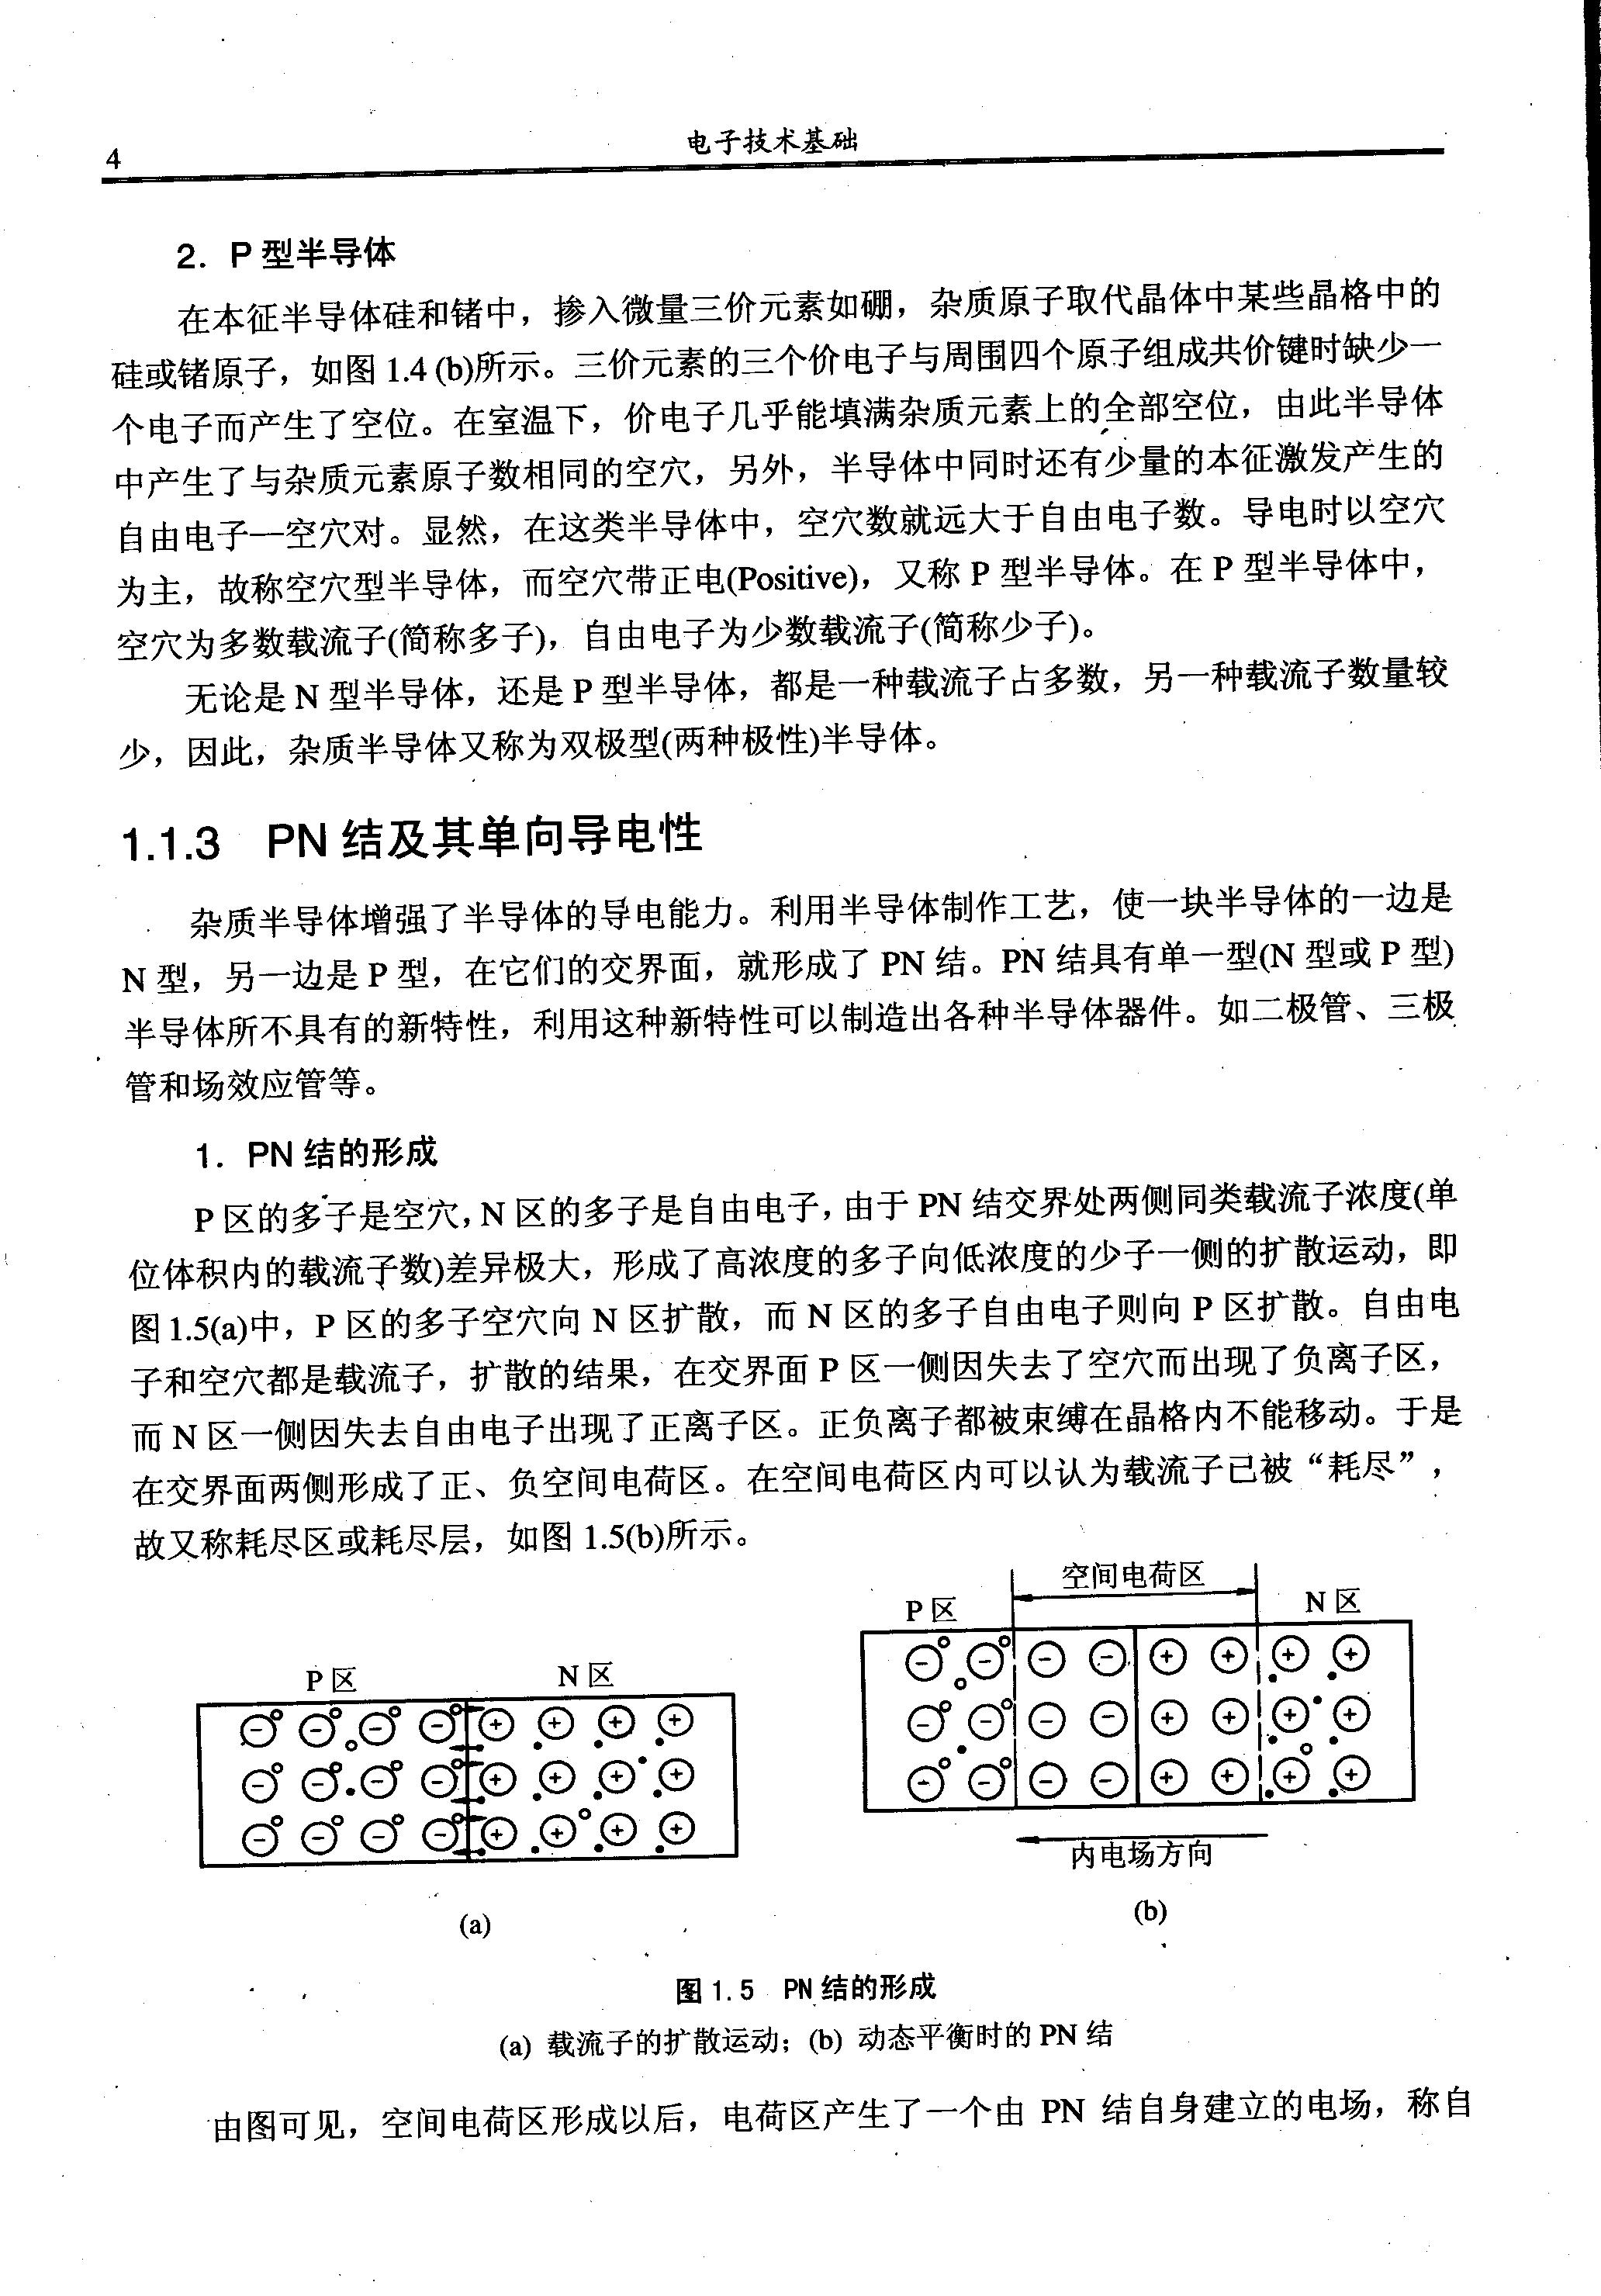 4
电子技术基础
2．P 型半导体
在本征半导体硅和锗中，掺入微量三价元素如硼，杂质原子取代晶体中某些晶格中的
硅或锗原子，如图 1.4 (b)所示。三价元素的三个价电子与周围四个原子组成共价键时缺少一
个电子而产生了空位。在室温下，价电子几乎能填满杂质元素上的全部空位，由此半导体
中产生了与杂质元素原子数相同的空穴，另外，半导体中同时还有少量的本征激发产生的
自由电子—空穴对。显然，在这类半导体中，空穴数就远大于自由电子数。导电时以空穴
为主，故称空穴型半导体，而空穴带正电(Positive)，又称 P 型半导体。在 P 型半导体中，
空穴为多数载流子(简称多子)，自由电子为少数载流子(简称少子)。
无论是 N 型半导体，还是 P 型半导体，都是一种载流子占多数，另一种载流子数量较
少，因此，杂质半导体又称为双极型(两种极性)半导体。
1.1.3 PN 结及其单向导电性
杂质半导体增强了半导体的导电能力。利用半导体制作工艺，使一块半导体的一边是
N 型，另一边是 P 型，在它们的交界面，就形成了 PN 结。PN 结具有单一型(N 型或 P 型)
半导体所不具有的新特性，利用这种新特性可以制造出各种半导体器件。如二极管、三极
管和场效应管等。
1．PN 结的形成
P 区的多子是空穴，N 区的多子是自由电子，由于 PN 结交界处两侧同类载流子浓度(单
位体积内的载流子数)差异极大，形成了高浓度的多子向低浓度的少子一侧的扩散运动，即
图 1.5(a)中，P 区的多子空穴向 N 区扩散，而 N 区的多子自由电子则向 P 区扩散。自由电
子和空穴都是载流子，扩散的结果，在交界面 P 区一侧因失去了空穴而出现了负离子区，
而 N 区一侧因失去自由电子出现了正离子区。正负离子都被束缚在晶格内不能移动。于是
在交界面两侧形成了正、负空间电荷区。在空间电荷区内可以认为载流子已被“耗尽”，
故又称耗尽区或耗尽层，如图 1.5(b)所示。
P 区
N 区
(a)
空间电荷区
P 区
N 区
内电场方向
(b)
图 1.5 PN 结的形成
(a) 载流子的扩散运动；(b) 动态平衡时的 PN 结
由图可见，空间电荷区形成以后，电荷区产生了一个由 PN 结自身建立的电场，称自